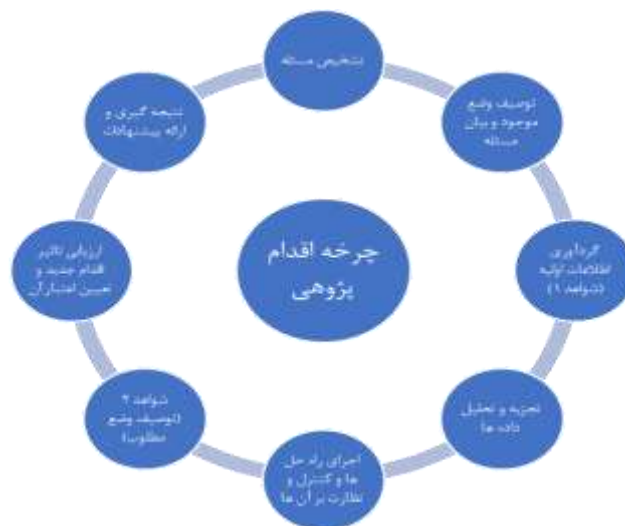 تشخیص مسئله
توصیف وضع
موجود و بیان
مسئله
گردآوری
اطلاعات اولیه
(شواهد ۱)
تجزیه و تحلیل
داده ها
اجرای راه حل
ها و کنترل و
نظارت بر آن ها
شواهد ۲
(توصیف وضع
مطلوب)
ارزیابی تاثیر
اقدام جدید و
تعیین اعتبار آن
نتیجه گیری و
ارائه پیشنهادات
چرخه اقدام
پژوهی